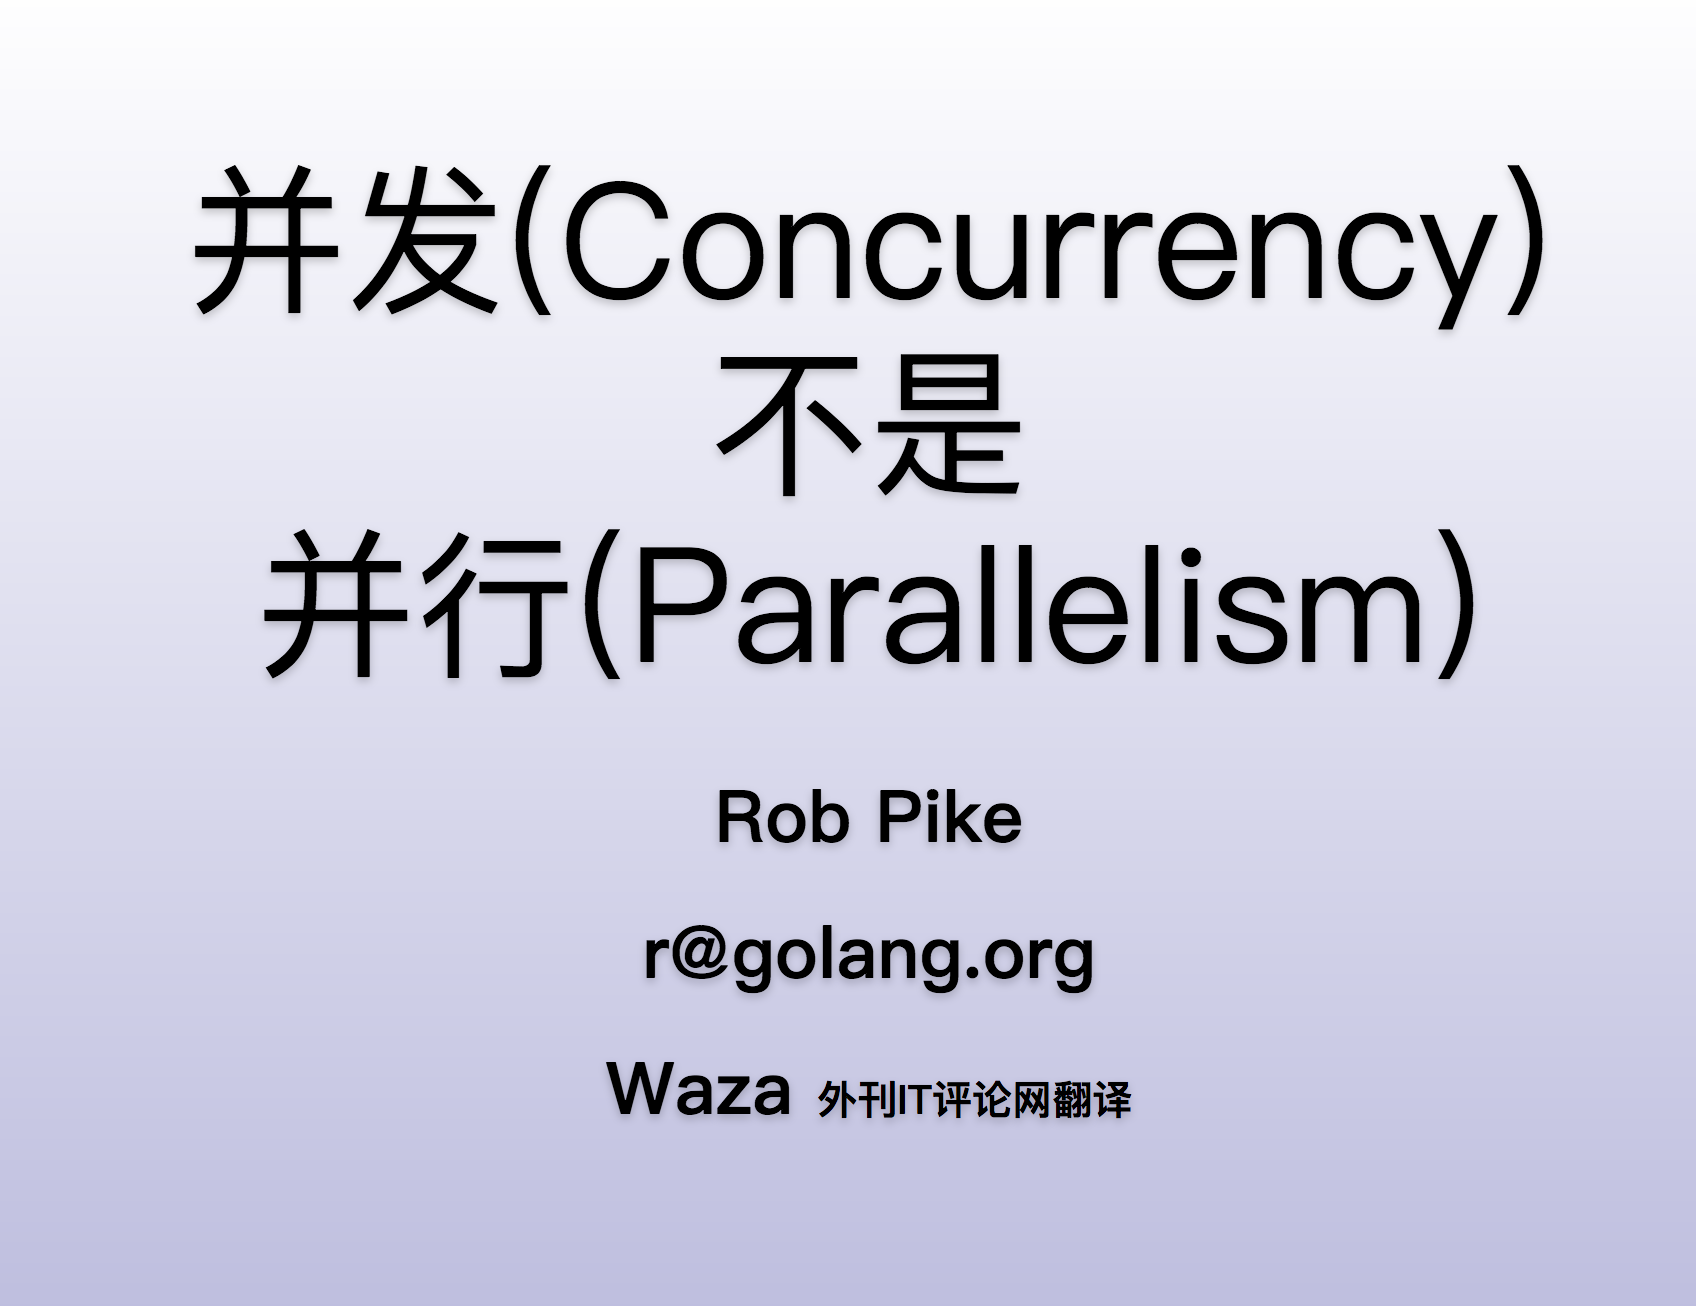 并发(Concurrency)
不是
并行(Parallelism)
Rob Pike
r@golang.org
Waza 外刊IT评论网翻译